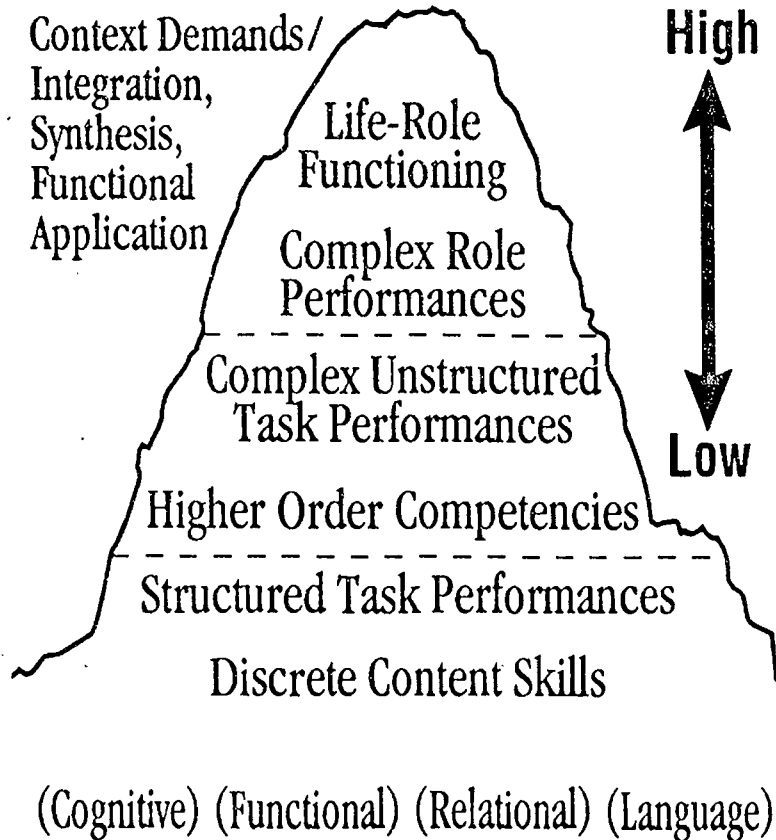 Context Demands/
Integration,
Synthesis,
Functional
Application
High
Life-Role
Functioning
Complex Role
Performances
Complex Unstructured
Task Performances
Low
Higher Order Competencies
Structured Task Performances
Discrete Content Skills
(Cognitive) (Functional) (Relational) (Language)